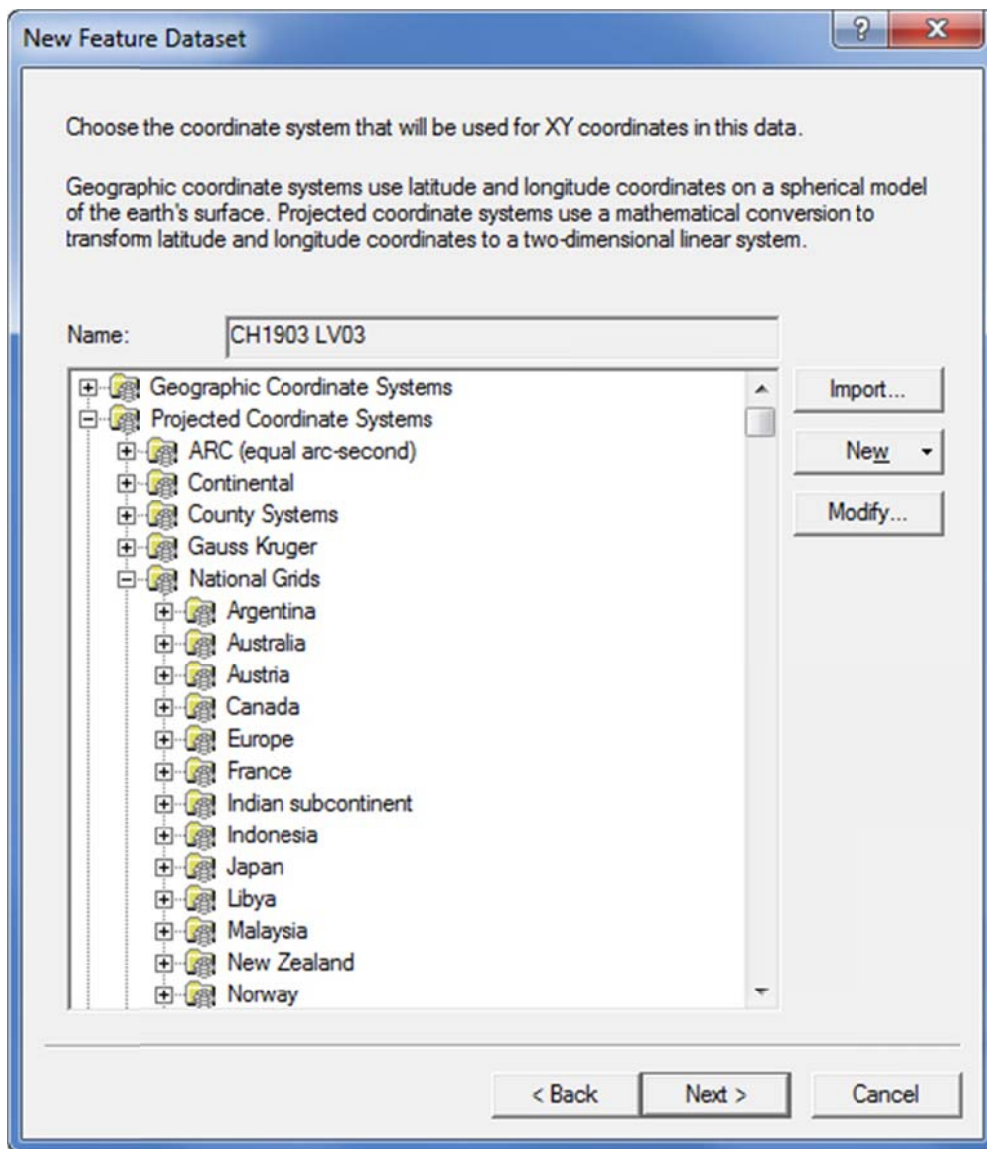 New Feature Dataset
Choose the coordinate system that will be used for XY coordinates in this data.
Geographic coordinate systems use latitude and longitude coordinates on a spherical model
of the earth's surface. Projected coordinate systems use a mathematical conversion to
transform latitude and longitude coordinates to a two-dimensional linear system.
Name: CH1903 LV03
Geographic Coordinate Systems
Projected Coordinate Systems
ARC (equal arc-second)
Continental
County Systems
Gauss Kruger
National Grids
Argentina
Australia
Austria
Canada
Europe
France
Indian subcontinent
Indonesia
Japan
Libya
Malaysia
New Zealand
Norway
Import...
New
Modify...
< Back
Next >
Cancel